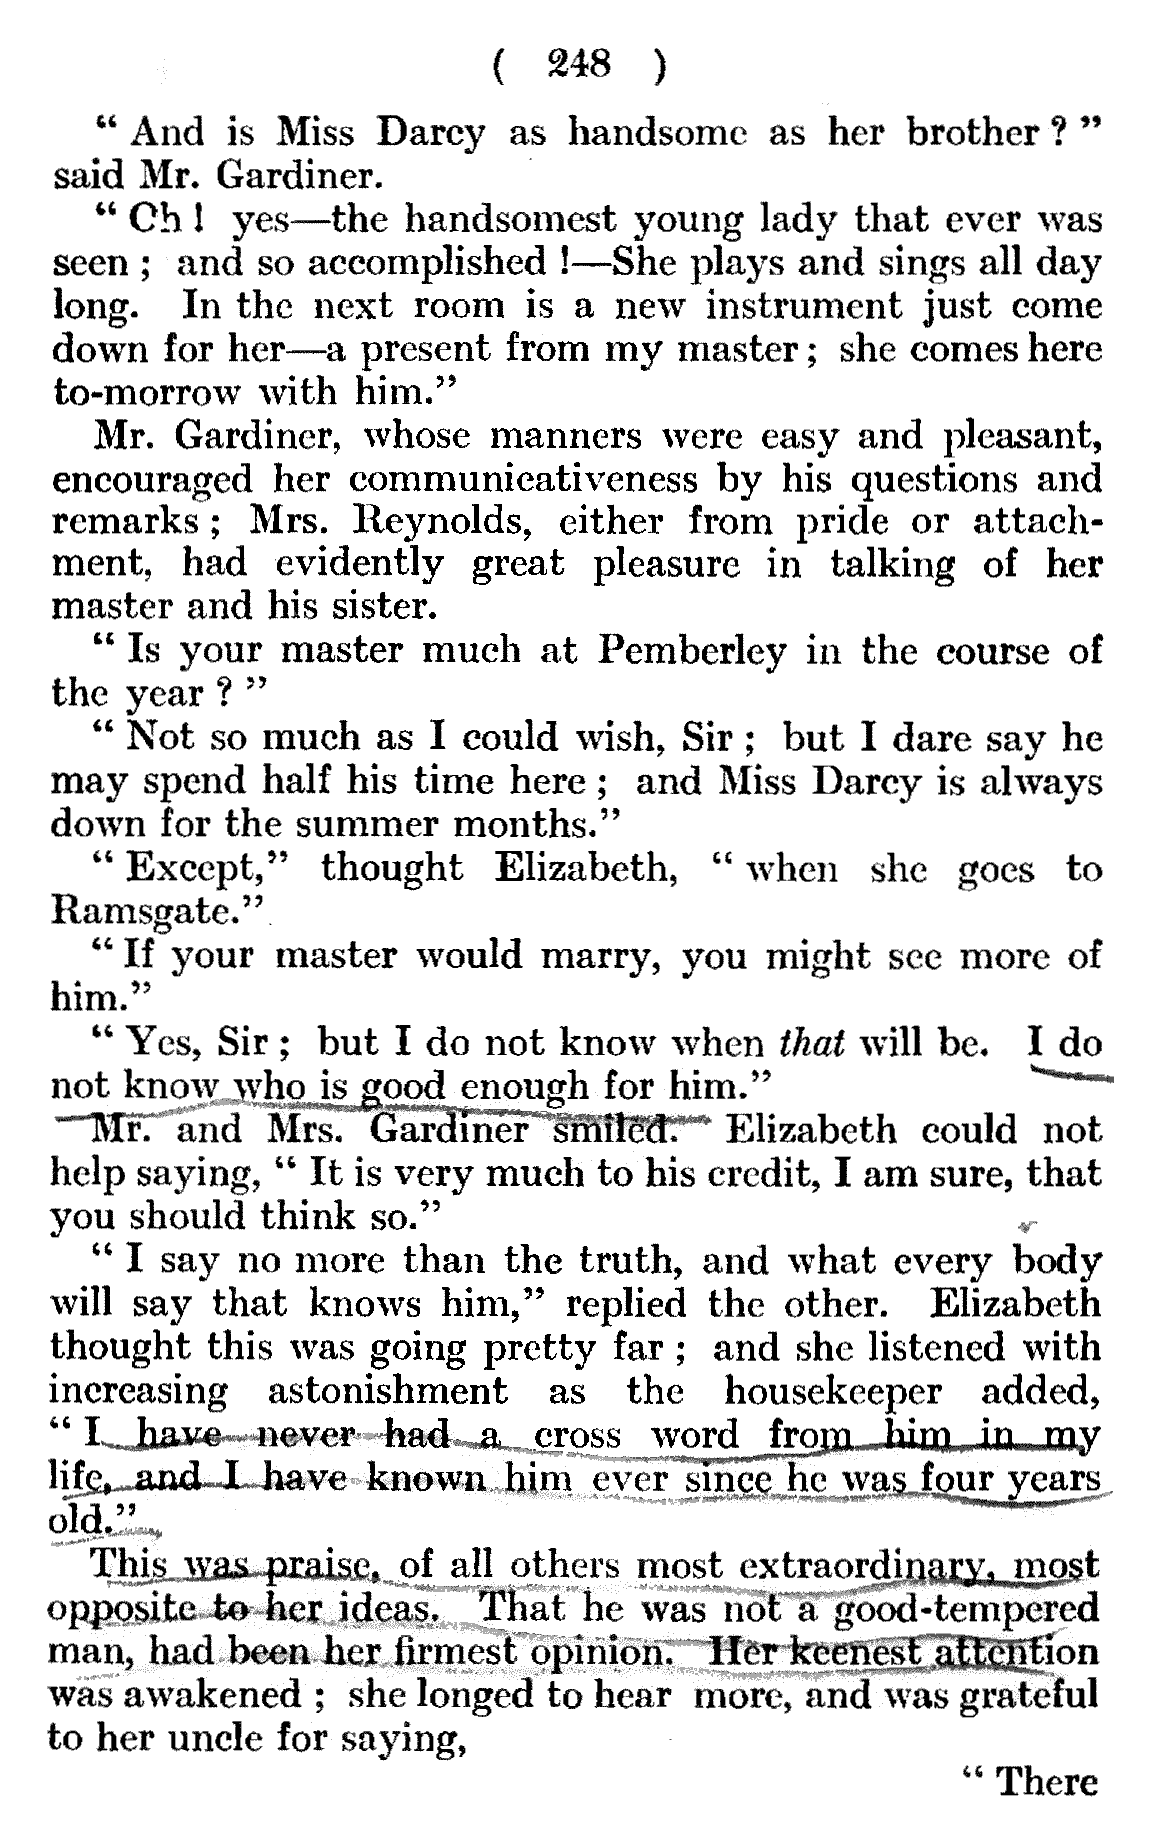 ( 248 )
“ And is Miss Darcy as handsome as her brother ? ”
said Mr. Gardiner.
“ Oh ! yes—the handsomest young lady that ever was
seen ; and so accomplished !—She plays and sings all day
long. In the next room is a new instrument just come
down for her—a present from my master ; she comes here
to-morrow with him.”
Mr. Gardiner, whose manners were easy and pleasant,
encouraged her communicativeness by his questions and
remarks ; Mrs. Reynolds, either from pride or attach-
ment, had evidently great pleasure in talking of her
master and his sister.
“ Is your master much at Pemberley in the course of
the year ? ”
“ Not so much as I could wish, Sir ; but I dare say he
may spend half his time here ; and Miss Darcy is always
down for the summer months.”
“ Except,” thought Elizabeth, “ when she goes to
Ramsgate.”
“ If your master would marry, you might see more of
him.”
“ Yes, Sir ; but I do not know when that will be. I do
not know who is good enough for him.”
Mr. and Mrs. Gardiner smiled. Elizabeth could not
help saying, “ It is very much to his credit, I am sure, that
you should think so.”
“ I say no more than the truth, and what every body
will say that knows him,” replied the other. Elizabeth
thought this was going pretty far ; and she listened with
increasing astonishment as the housekeeper added,
“ I have never had a cross word from him in my
life, and I have known him ever since he was four years
old.”
This was praise, of all others most extraordinary, most
opposite to her ideas. That he was not a good-tempered
man, had been her firmest opinion. Her keenest attention
was awakened ; she longed to hear more, and was grateful
to her uncle for saying,
“ There